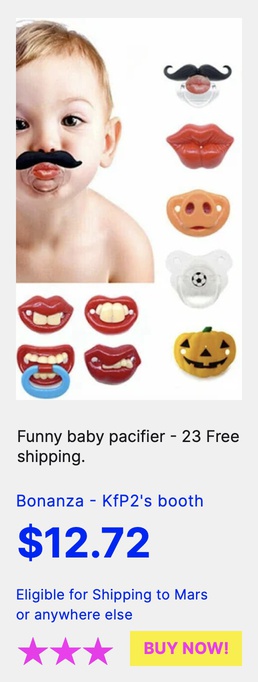 Funny baby pacifier - 23 Free
shipping.
Bonanza - KfP2's booth
$12.72
Eligible for Shipping to Mars
or anywhere else
BUY NOW!